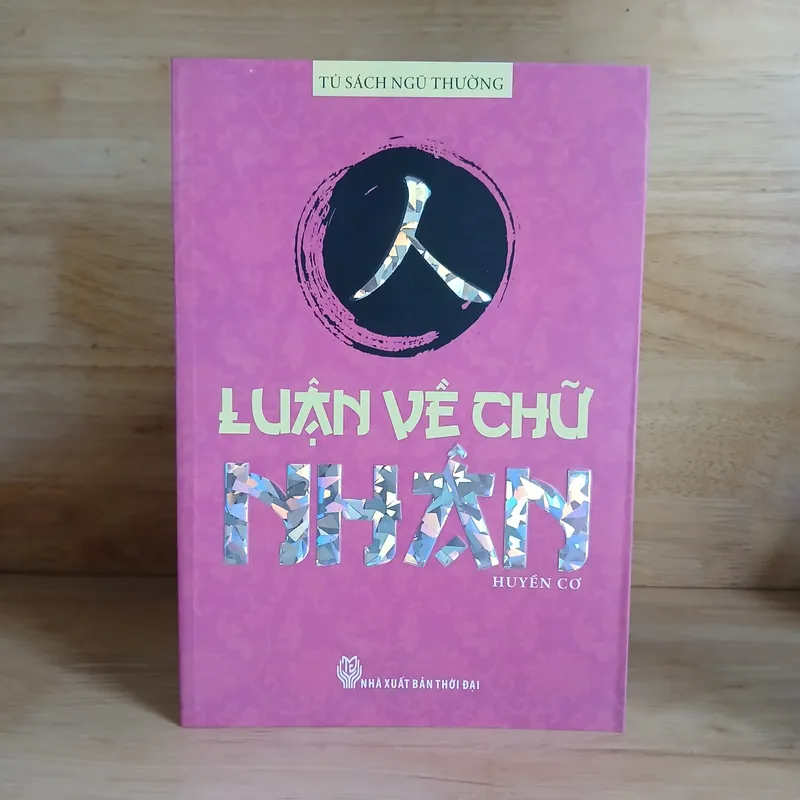 TỦ SÁCH NGŨ THƯỜNG
人
LUẬN VỀ CHỮ
NHÂN
HUYỀN CƠ
NHÀ XUẤT BẢN THỜI ĐẠI